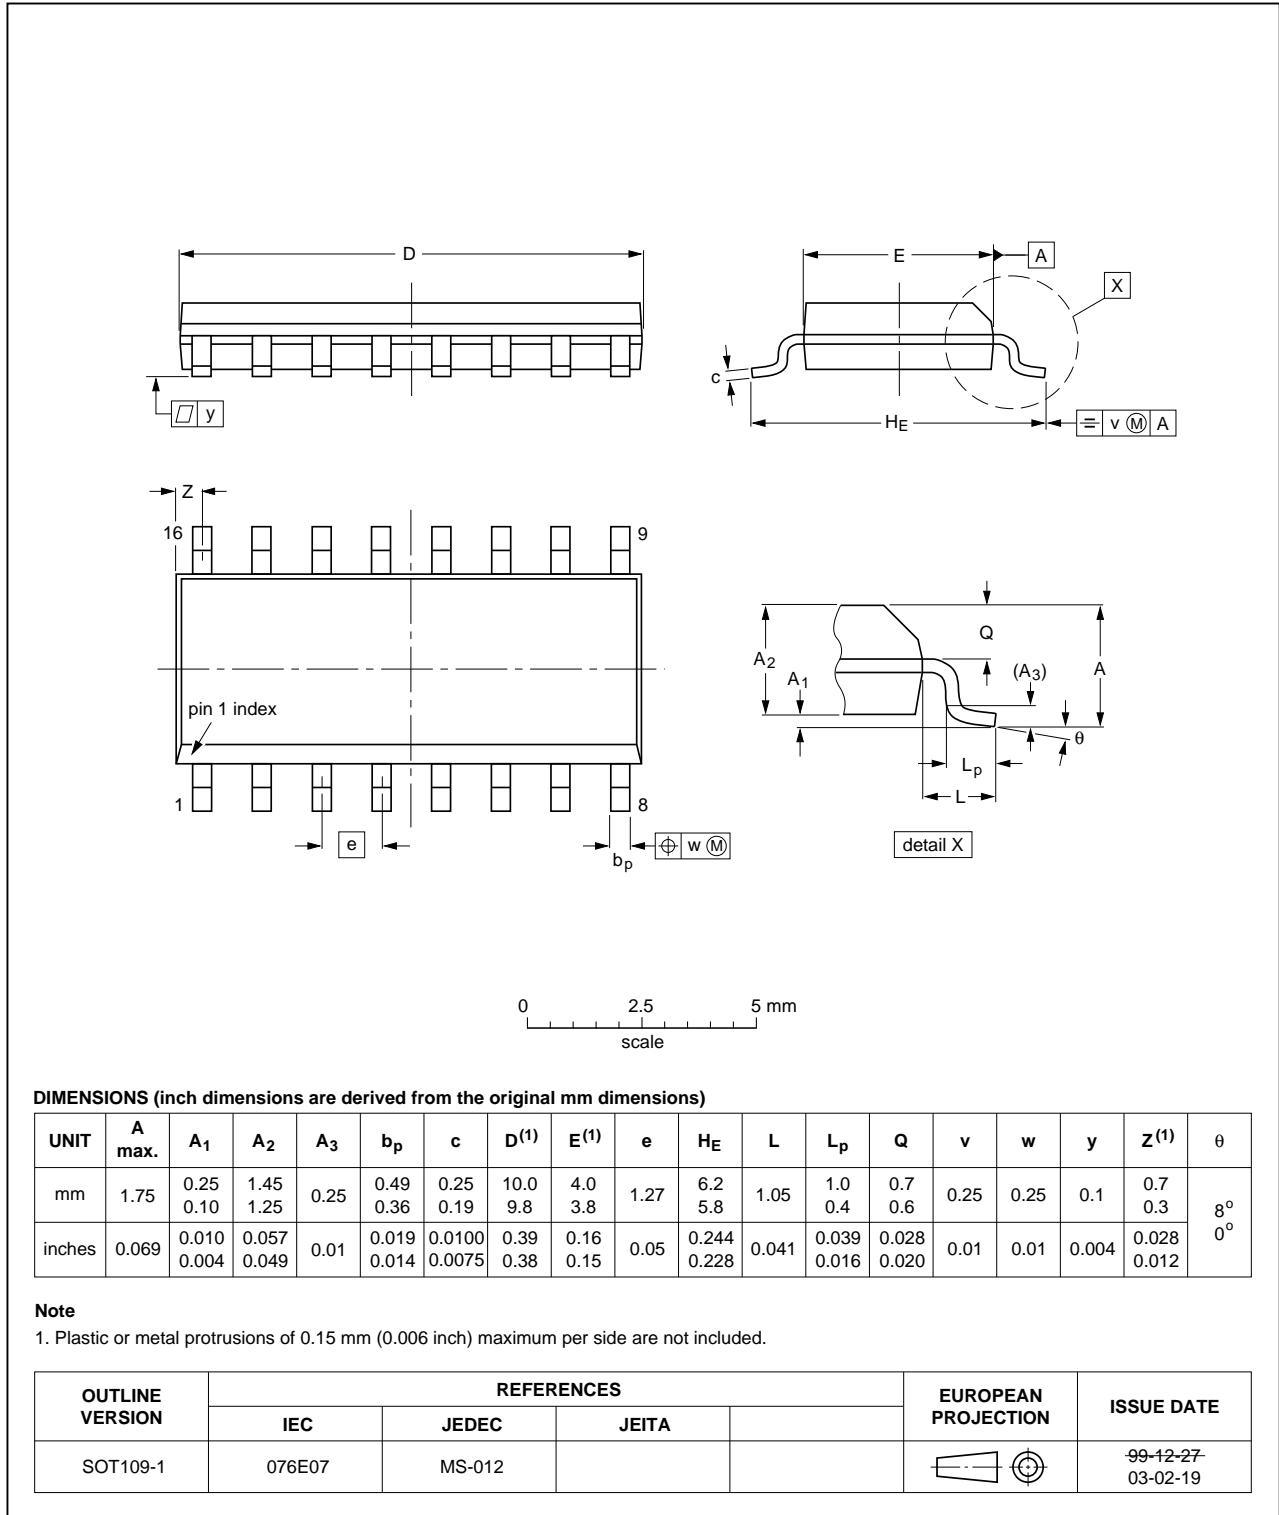 D
E
A
X
c
y
HE
v M A
Z
16
9
pin 1 index
1
8
e
bp
w M
A2
A1
Q
(A3)
A
θ
Lp
L
detail X
0 2.5 5 mm
scale
DIMENSIONS (inch dimensions are derived from the original mm dimensions)
UNIT A max. A1 A2 A3 bp c D(1) E(1) e HE L Lp Q v w y Z(1) θ
mm 1.75 0.25 0.10 1.45 1.25 0.25 0.49 0.36 0.25 0.19 10.0 9.8 4.0 3.8 1.27 6.2 5.8 1.05 1.0 0.4 0.7 0.6 0.25 0.25 0.1 0.7 0.3 8° 0°
inches 0.069 0.010 0.004 0.057 0.049 0.01 0.019 0.014 0.0100 0.0075 0.39 0.38 0.16 0.15 0.05 0.244 0.228 0.041 0.039 0.016 0.028 0.020 0.01 0.01 0.004 0.028 0.012
Note
1. Plastic or metal protrusions of 0.15 mm (0.006 inch) maximum per side are not included.
OUTLINE VERSION REFERENCES EUROPEAN PROJECTION ISSUE DATE
IEC JEDEC JEITA
SOT109-1 076E07 MS-012 99-12-27
03-02-19